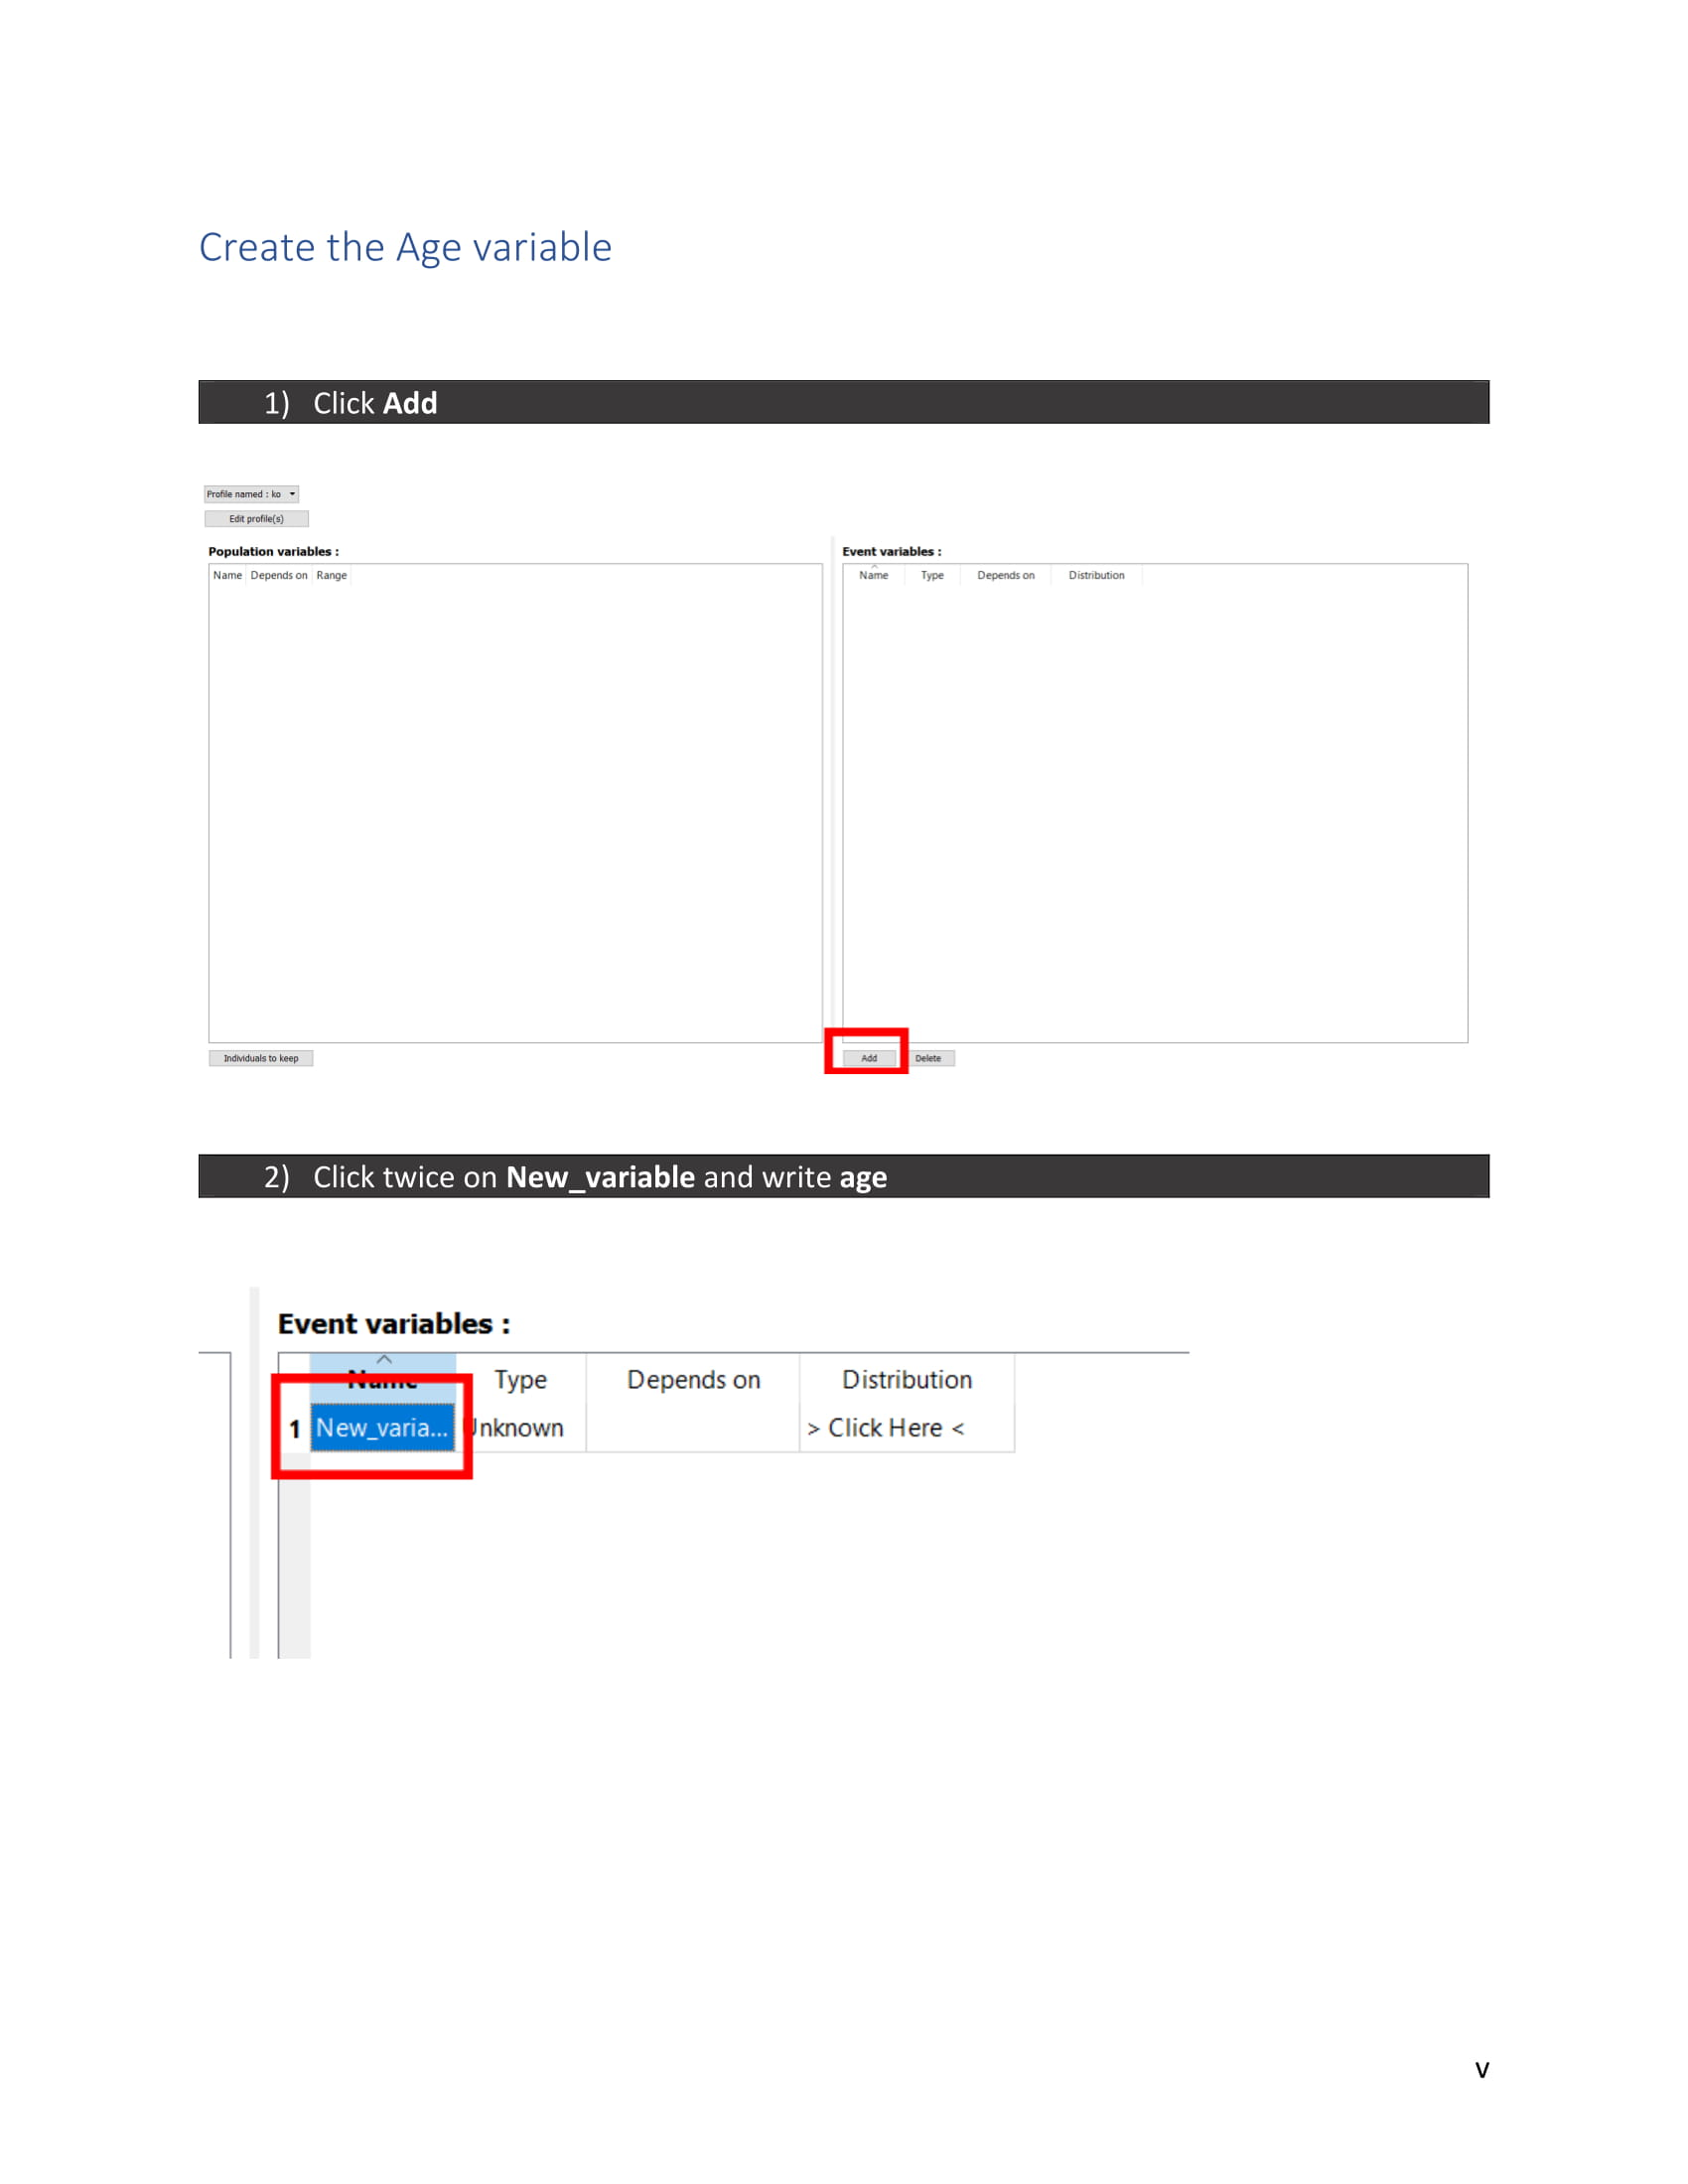 Create the Age variable
1) Click Add
Profile named : ko
Edit profile(s)
Population variables :
Name Depends on Range
Event variables :
Name Type Depends on Distribution
Individuals to keep
Add Delete
2) Click twice on New_variable and write age
Event variables :
Name Type Depends on Distribution
1 New_varia... Unknown > Click Here <
v